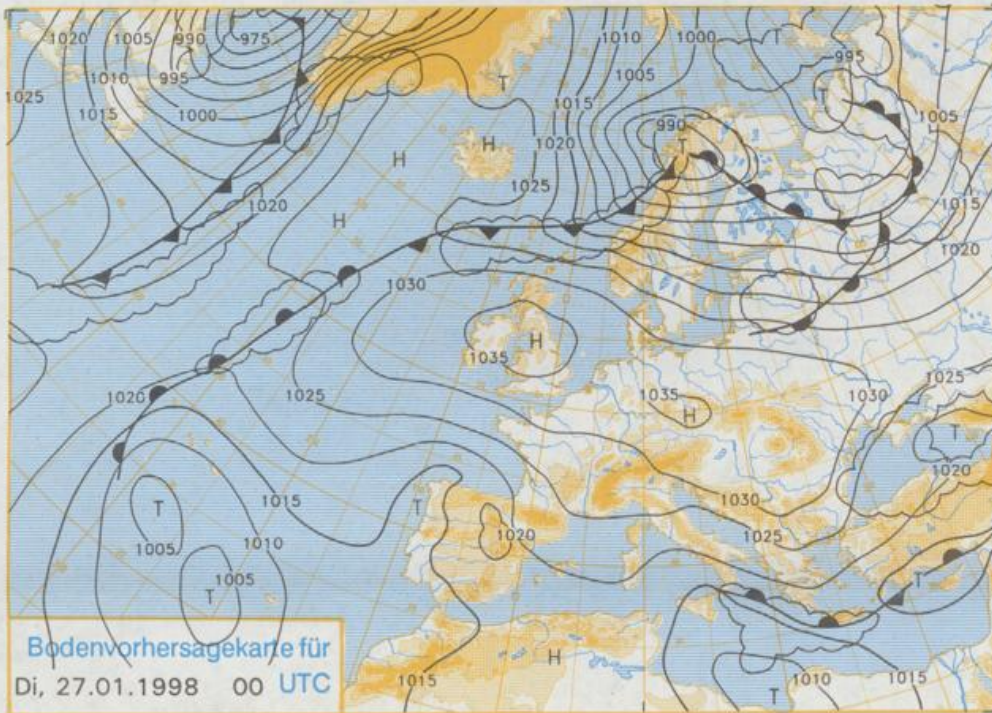 1020 1005 990 975
1010 1000
995 995
1025 1010 1005
1015 1000
T
T
T
1015 1005
990
H H 1020 T
1025
1020 1015
H
1020
1030
1035 H
1025
1025 1035 H 1030
1020
T
1020
1015 1030
T T
1005 1010 1020 1025
1005
T T
H
1015 1010 1015
T
Bodenvorhersagekarte für
Di, 27.01.1998 00 UTC